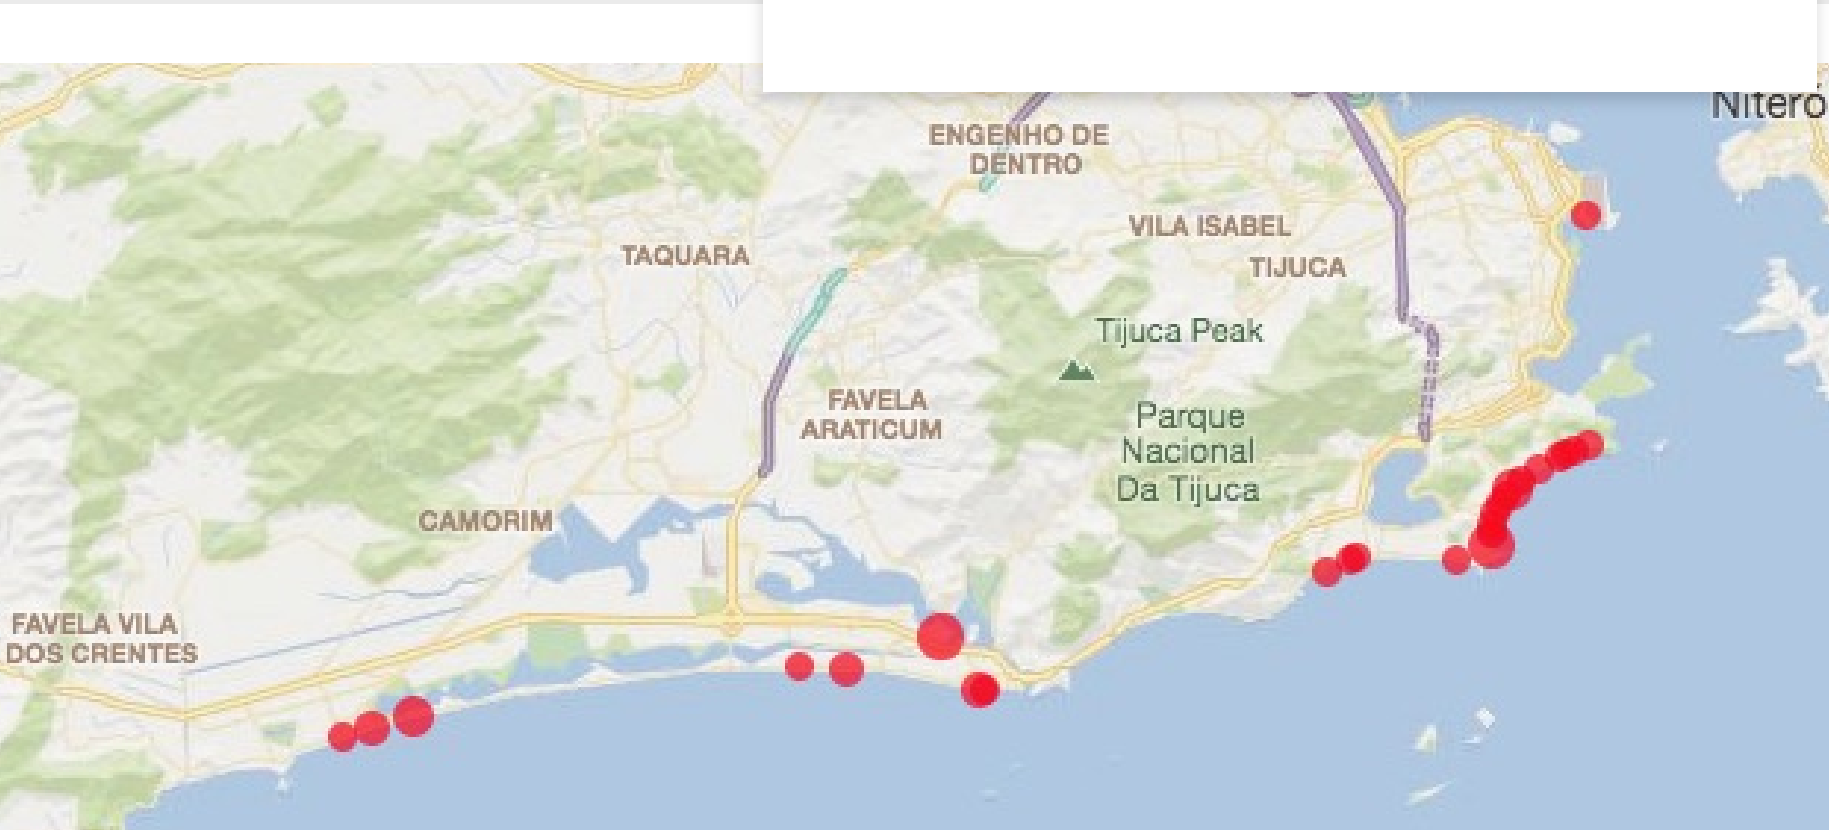 Niteró
ENGENHO DE
DENTRO
VILA ISABEL
TAQUARA
TIJUCA
Tijuca Peak
FAVELA
ARATICUM
Parque
Nacional
Da Tijuca
CAMORIM
FAVELA VILA
DOS CRENTES